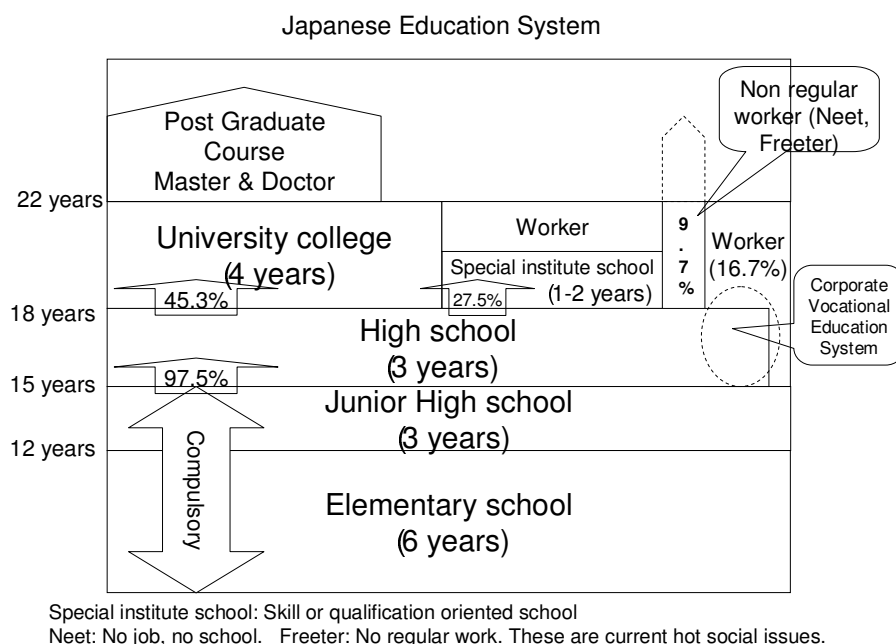 Japanese Education System
Non regular
worker (Neet,
Freeter)
Post Graduate
Course
Master & Doctor
22 years
University college
(4 years)
45.3%
Worker
Special institute school
(1-2 years)
27.5%
9.7%
Worker
(16.7%)
Corporate
Vocational
Education
System
18 years
High school
(3 years)
97.5%
15 years
Junior High school
(3 years)
12 years
Compulsory
Elementary school
(6 years)
Special institute school: Skill or qualification oriented school
Neet: No job, no school. Freeter: No regular work. These are current hot social issues.